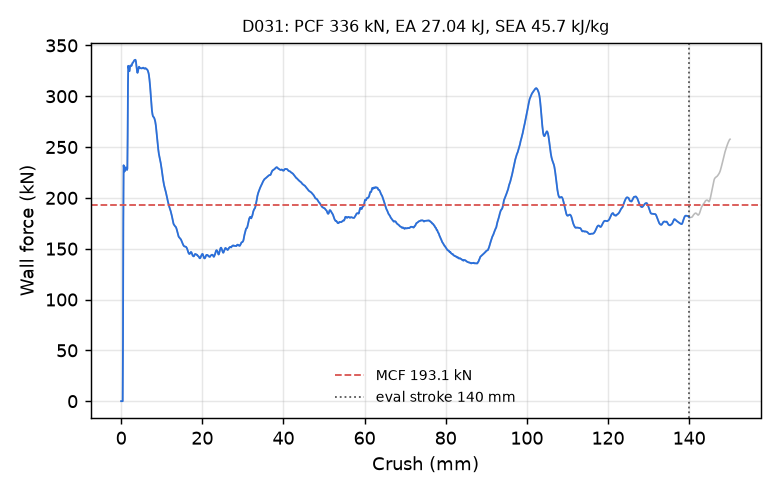 D031: PCF 336 kN, EA 27.04 kJ, SEA 45.7 kJ/kg
350
300
250
200
150
100
50
0
Wall force (kN)
MCF 193.1 kN
eval stroke 140 mm
0 20 40 60 80 100 120 140
Crush (mm)